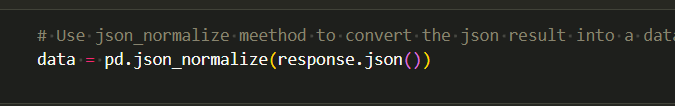 # Use json_normalize meethod to convert the json result into a data
data = pd.json_normalize(response.json())